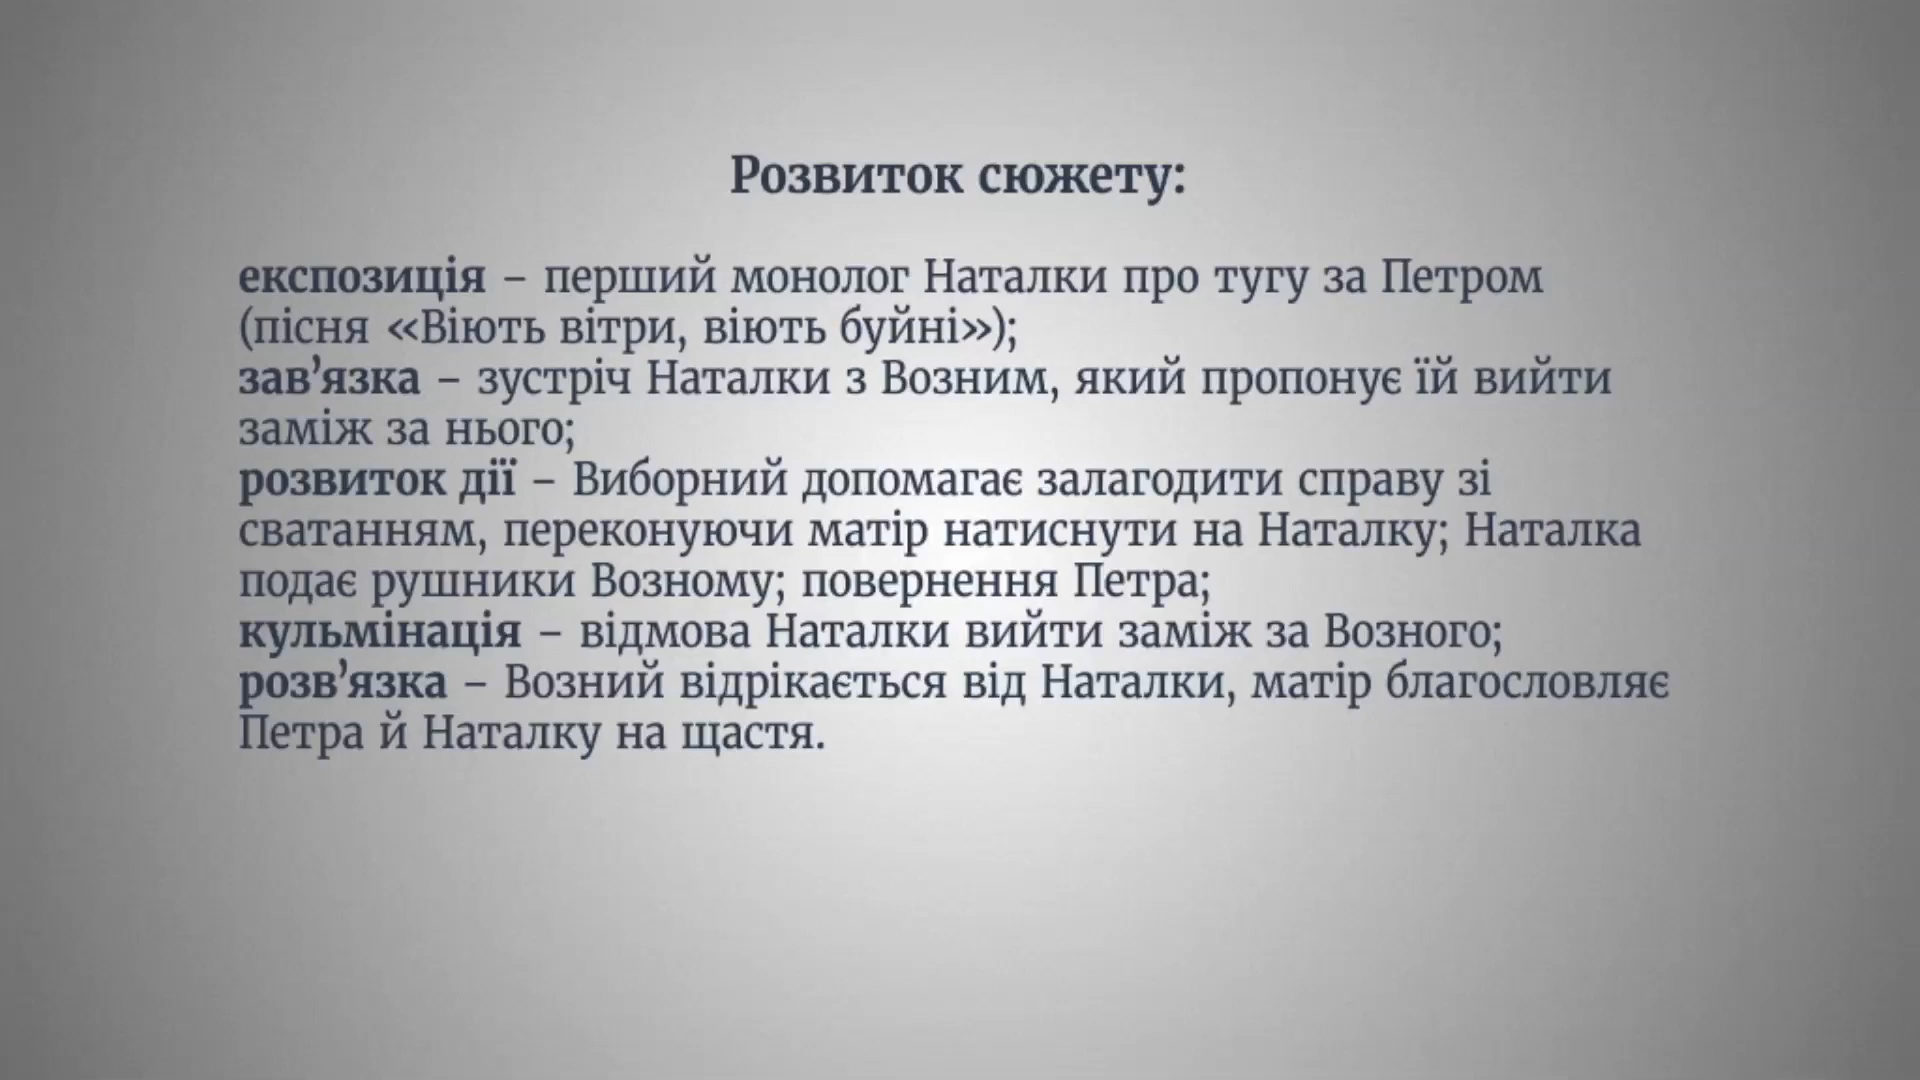 Розвиток сюжету:
експозиція – перший монолог Наталки про тугу за Петром
(пісня «Віють вітри, віють буйні»);
зав’язка – зустріч Наталки з Возним, який пропонує їй вийти
заміж за нього;
розвиток дії – Виборний допомагає залагодити справу зі
сватанням, переконуючи матір натиснути на Наталку; Наталка
подає рушники Возному; повернення Петра;
кульмінація – відмова Наталки вийти заміж за Возного;
розв’язка – Возний відрікається від Наталки, матір благословляє
Петра й Наталку на щастя.